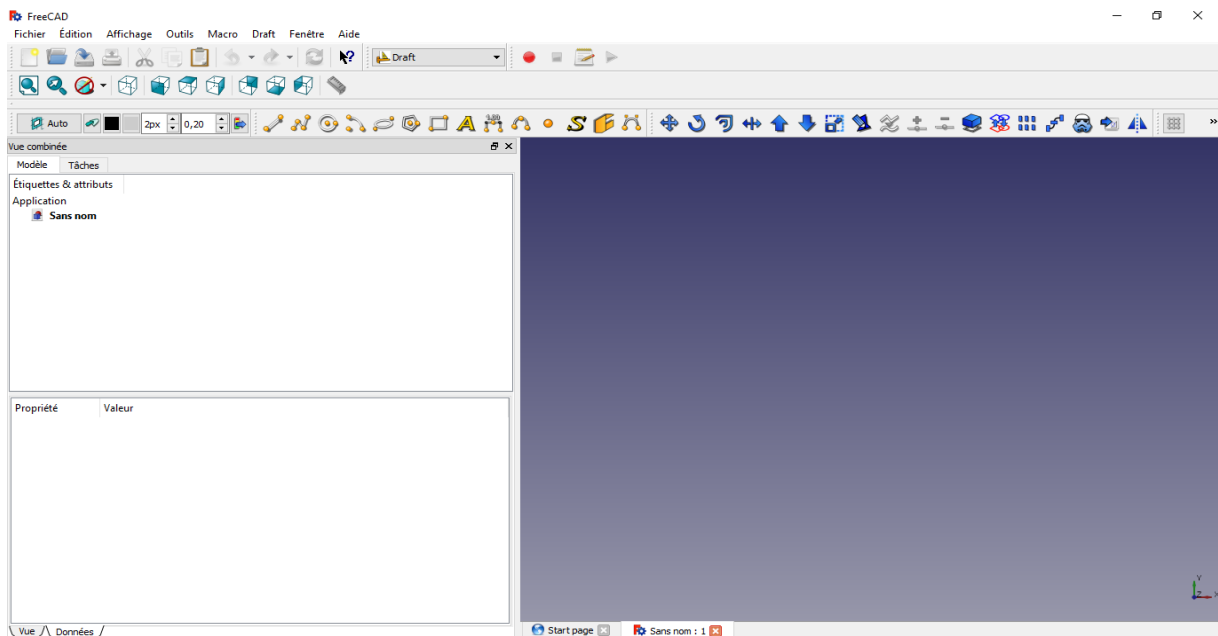 FreeCAD
Fichier Édition Affichage Outils Macro Draft Fenêtre Aide
Draft
Auto 2px 0,20 A S »
Vue combinée
Modèle Tâches
Étiquettes & attributs
Application
Sans nom
Propriété Valeur
Y
Z X
Vue Données
Start page Sans nom : 1